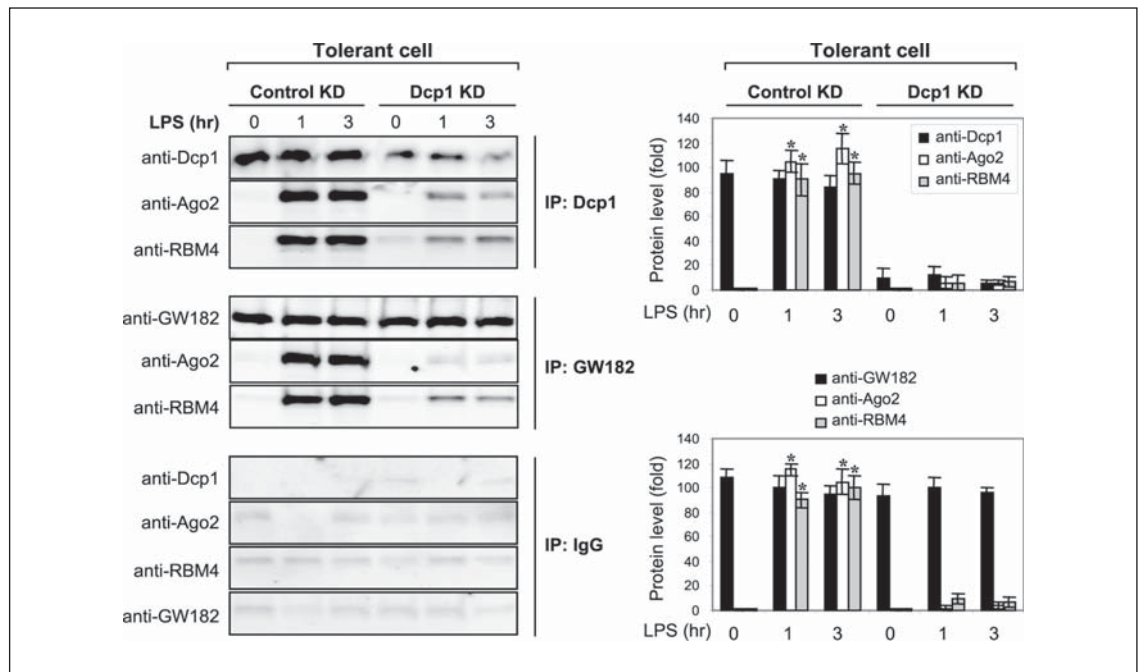 Tolerant cell
Control KD Dcp1 KD
LPS (hr) 0 1 3 0 1 3
anti-Dcp1
anti-Ago2
anti-RBM4
IP: Dcp1
anti-GW182
anti-Ago2
anti-RBM4
IP: GW182
anti-Dcp1
anti-Ago2
anti-RBM4
anti-GW182
IP: IgG
Tolerant cell
Control KD Dcp1 KD
Protein level (fold)
140
120
100
80
60
40
20
0
* * * *
anti-Dcp1
anti-Ago2
anti-RBM4
LPS (hr) 0 1 3 0 1 3
anti-GW182
anti-Ago2
anti-RBM4
Protein level (fold)
140
120
100
80
60
40
20
0
* * * *
LPS (hr) 0 1 3 0 1 3